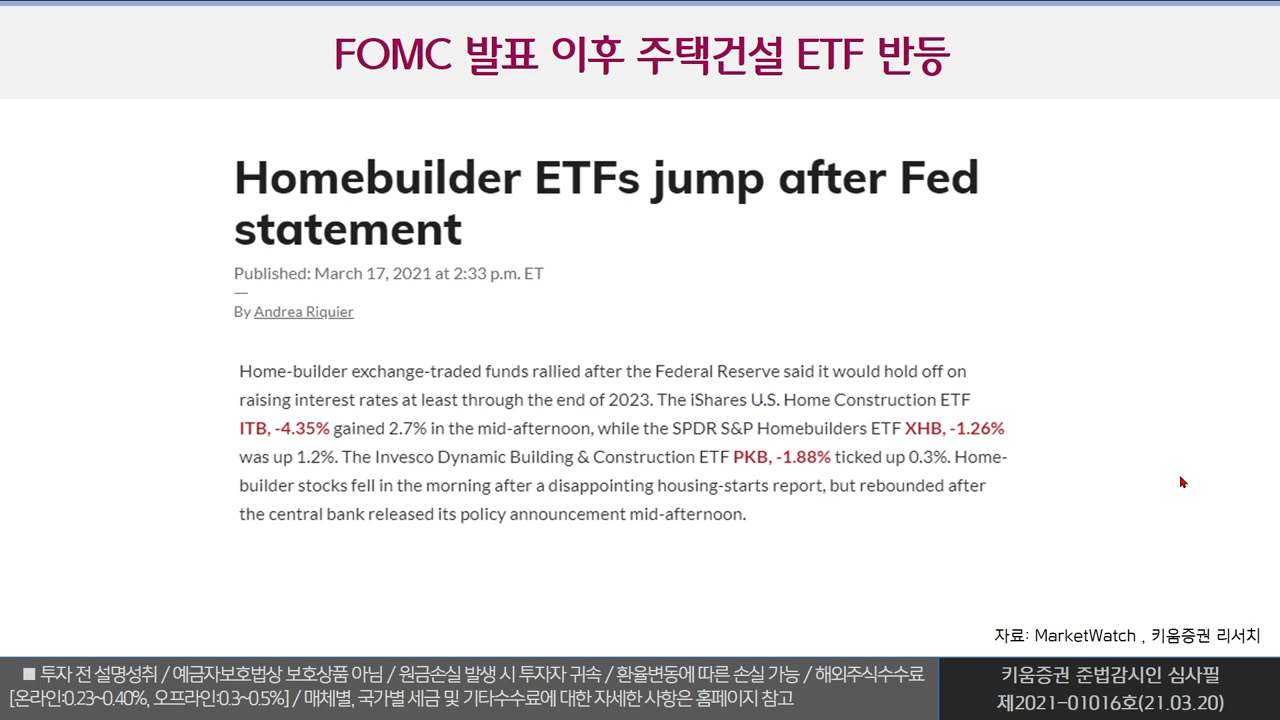 FOMC 발표 이후 주택건설 ETF 반등
Homebuilder ETFs jump after Fed
statement
Published: March 17, 2021 at 2:33 p.m. ET
By Andrea Riquier
Home-builder exchange-traded funds rallied after the Federal Reserve said it would hold off on
raising interest rates at least through the end of 2023. The iShares U.S. Home Construction ETF
ITB, -4.35% gained 2.7% in the mid-afternoon, while the SPDR S&P Homebuilders ETF XHB, -1.26%
was up 1.2%. The Invesco Dynamic Building & Construction ETF PKB, -1.88% ticked up 0.3%. Home-
builder stocks fell in the morning after a disappointing housing-starts report, but rebounded after
the central bank released its policy announcement mid-afternoon.
자료: MarketWatch , 키움증권 리서치
■ 투자 전 설명성취 / 예금자보호법상 보호상품 아님 / 원금손실 발생 시 투자자 귀속 / 환율변동에 따른 손실 가능 / 해외주식수수료
[온라인:0.23~0.40%, 오프라인:0.3~0.5%] / 매체별, 국가별 세금 및 기타수수료에 대한 자세한 사항은 홈페이지 참고
키움증권 준법감시인 심사필
제2021-01016호(21.03.20)